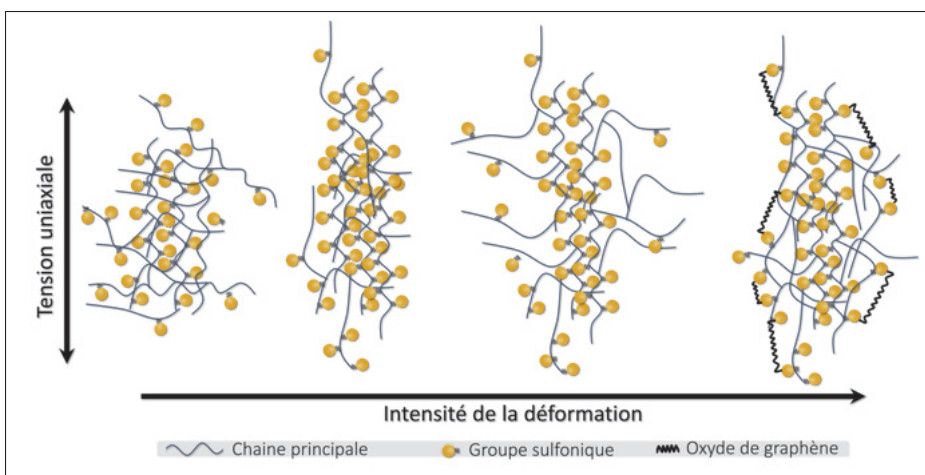 Tension uniaxiale
Intensité de la déformation
Chaine principale
Groupe sulfonique
Oxyde de graphène